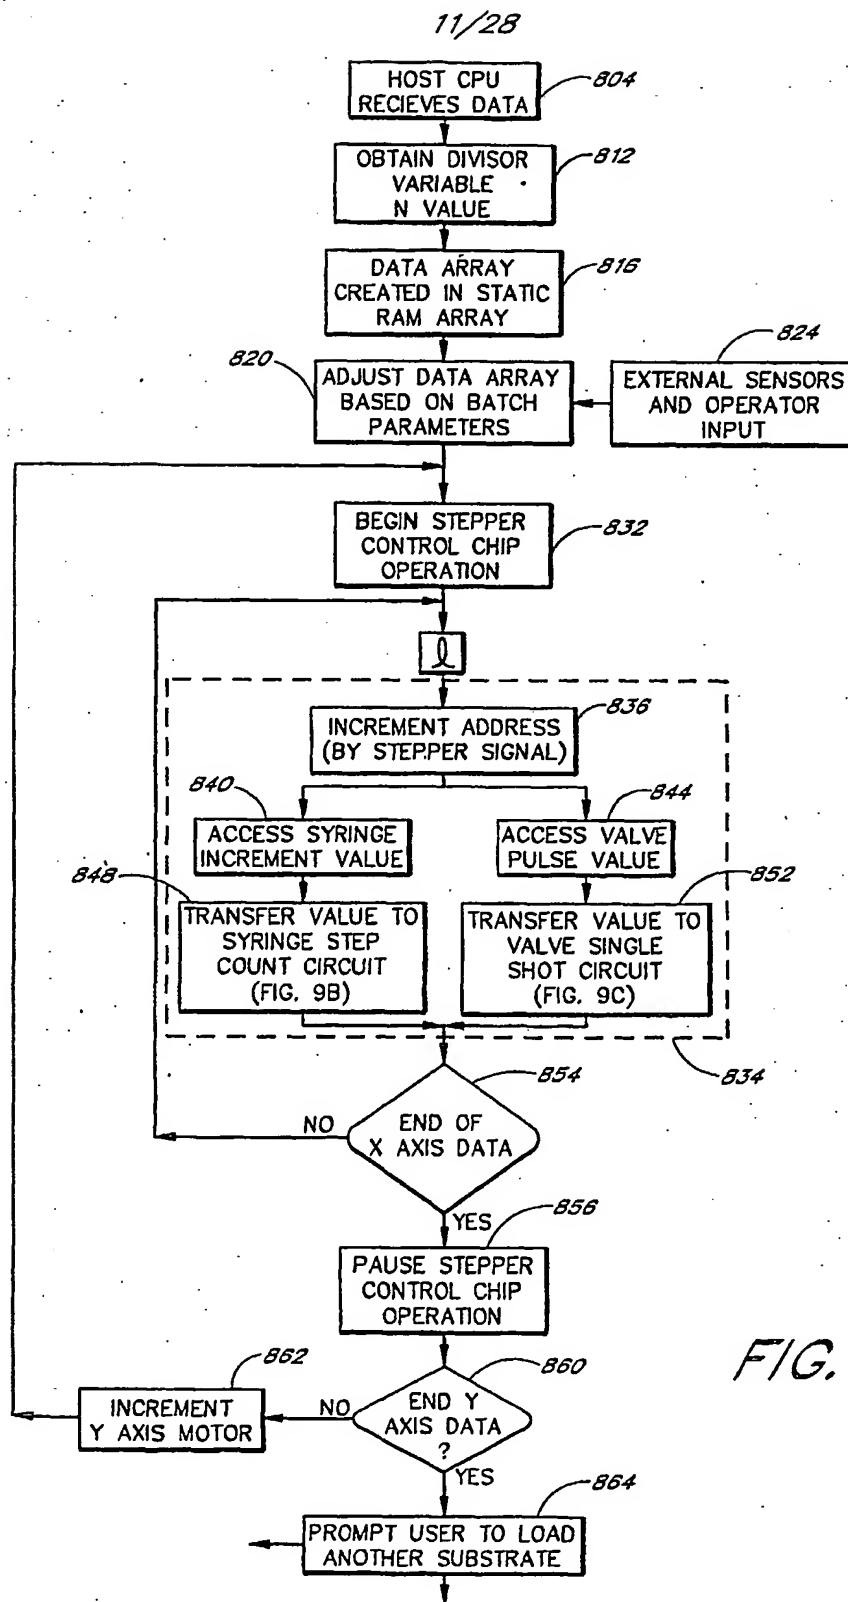 11/28
HOST CPU
RECIEVES DATA
804
OBTAIN DIVISOR
VARIABLE
N VALUE
812
DATA ARRAY
CREATED IN STATIC
RAM ARRAY
816
820
ADJUST DATA ARRAY
BASED ON BATCH
PARAMETERS
824
EXTERNAL SENSORS
AND OPERATOR
INPUT
BEGIN STEPPER
CONTROL CHIP
OPERATION
832
l
836
INCREMENT ADDRESS
(BY STEPPER SIGNAL)
840
ACCESS SYRINGE
INCREMENT VALUE
844
ACCESS VALVE
PULSE VALUE
848
TRANSFER VALUE TO
SYRINGE STEP
COUNT CIRCUIT
(FIG. 9B)
852
TRANSFER VALUE TO
VALVE SINGLE
SHOT CIRCUIT
(FIG. 9C)
834
854
END OF
X AXIS DATA
NO
YES
856
PAUSE STEPPER
CONTROL CHIP
OPERATION
860
END Y
AXIS DATA
?
NO
YES
862
INCREMENT
Y AXIS MOTOR
864
PROMPT USER TO LOAD
ANOTHER SUBSTRATE
FIG.